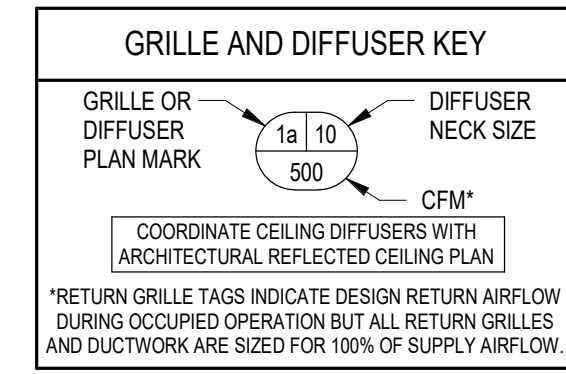 GRILLE AND DIFFUSER KEY
GRILLE OR
DIFFUSER
PLAN MARK
1a 10
500
DIFFUSER
NECK SIZE
CFM*
COORDINATE CEILING DIFFUSERS WITH
ARCHITECTURAL REFLECTED CEILING PLAN
*RETURN GRILLE TAGS INDICATE DESIGN RETURN AIRFLOW
DURING OCCUPIED OPERATION BUT ALL RETURN GRILLES
AND DUCTWORK ARE SIZED FOR 100% OF SUPPLY AIRFLOW.